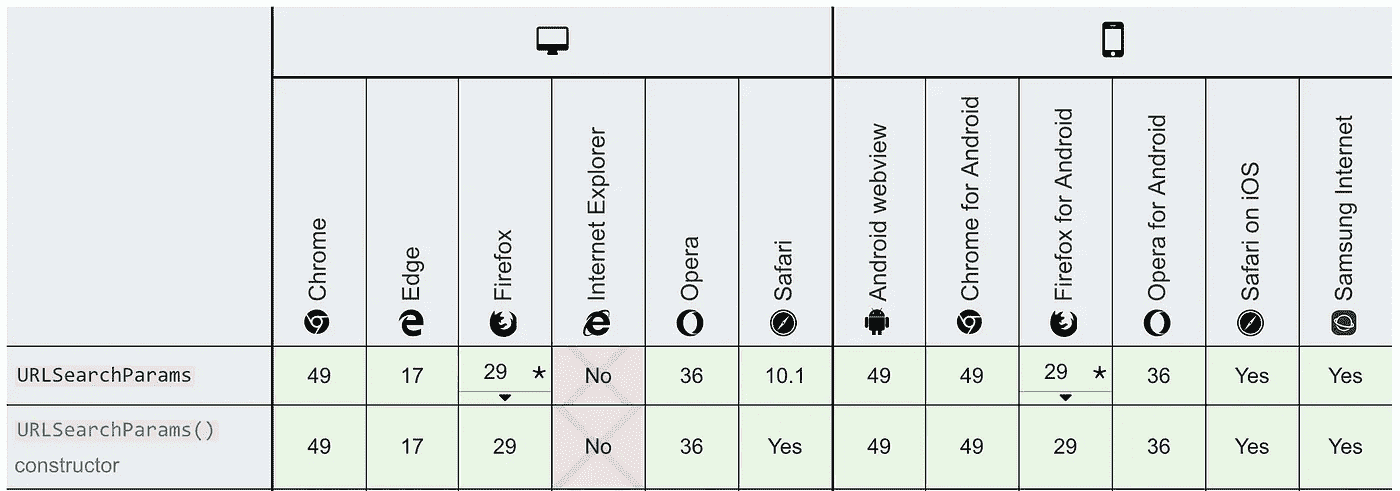 Chrome
Edge
Firefox
Internet Explorer
Opera
Safari
Android webview
Chrome for Android
Firefox for Android
Opera for Android
Safari on iOS
Samsung Internet
URLSearchParams 49 17 29 * No 36 10.1 49 49 29 * 36 Yes Yes
URLSearchParams() constructor 49 17 29 No 36 Yes 49 49 29 36 Yes Yes